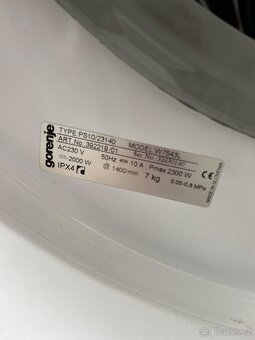 gorenje
TYPE PS10/23140 MODEL W7543L
ART.No. 392219/01 Ser.No. 32430140
AC230 V 50Hz 10 A Pmax 2300 W
2000 W @ 1400/min 7 kg 0,05-0,8 MPa
IPX4